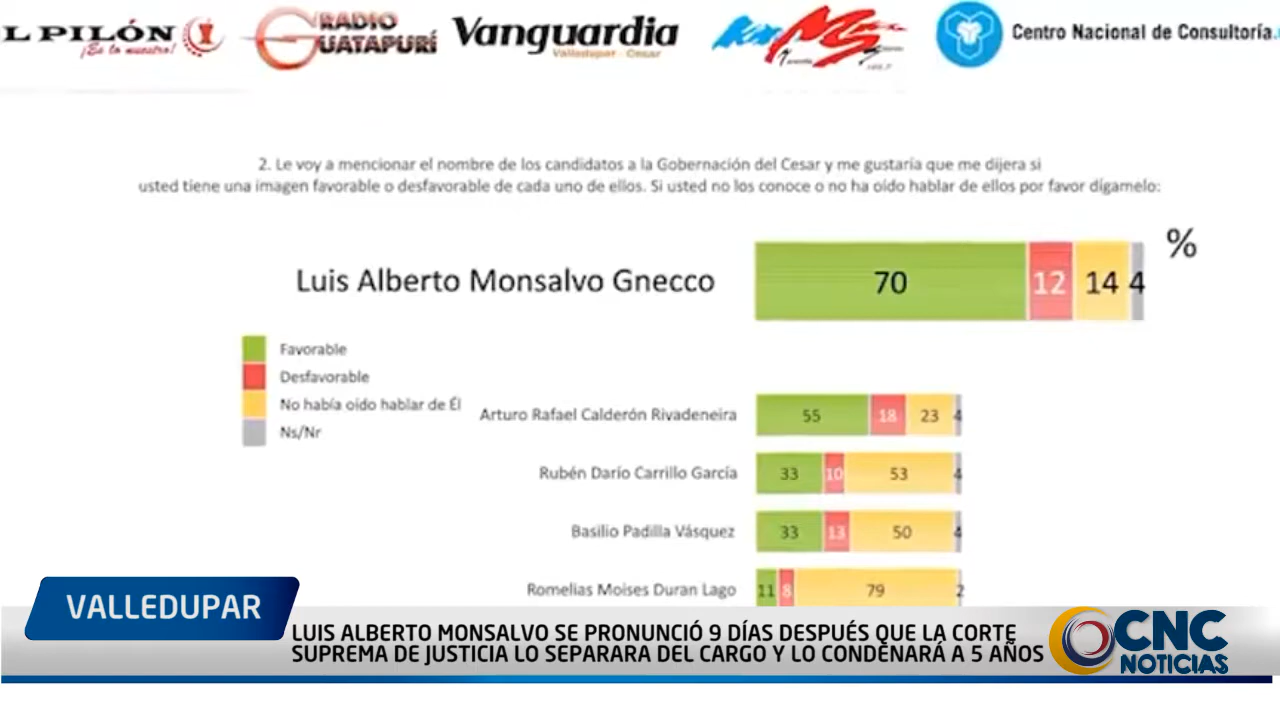 L PILÓN
¡Es lo nuestro!
RADIO
GUATAPURÍ
Vanguardia
Valledupar - Cesar
Centro Nacional de Consultoría.
2. Le voy a mencionar el nombre de los candidatos a la Gobernación del Cesar y me gustaría que me dijera si
usted tiene una imagen favorable o desfavorable de cada uno de ellos. Si usted no los conoce o no ha oído hablar de ellos por favor dígamelo:
%
Luis Alberto Monsalvo Gnecco 70 12 14 4
Favorable
Desfavorable
No había oído hablar de Él
Ns/Nr
Arturo Rafael Calderón Rivadeneira 55 18 23 4
Rubén Darío Carrillo García 33 10 53 4
Basilio Padilla Vásquez 33 13 50 4
Romelias Moises Duran Lago 11 8 79 2
VALLEDUPAR
LUIS ALBERTO MONSALVO SE PRONUNCIÓ 9 DÍAS DESPUÉS QUE LA CORTE
SUPREMA DE JUSTICIA LO SEPARARA DEL CARGO Y LO CONDENARÁ A 5 AÑOS
CNC
NOTICIAS